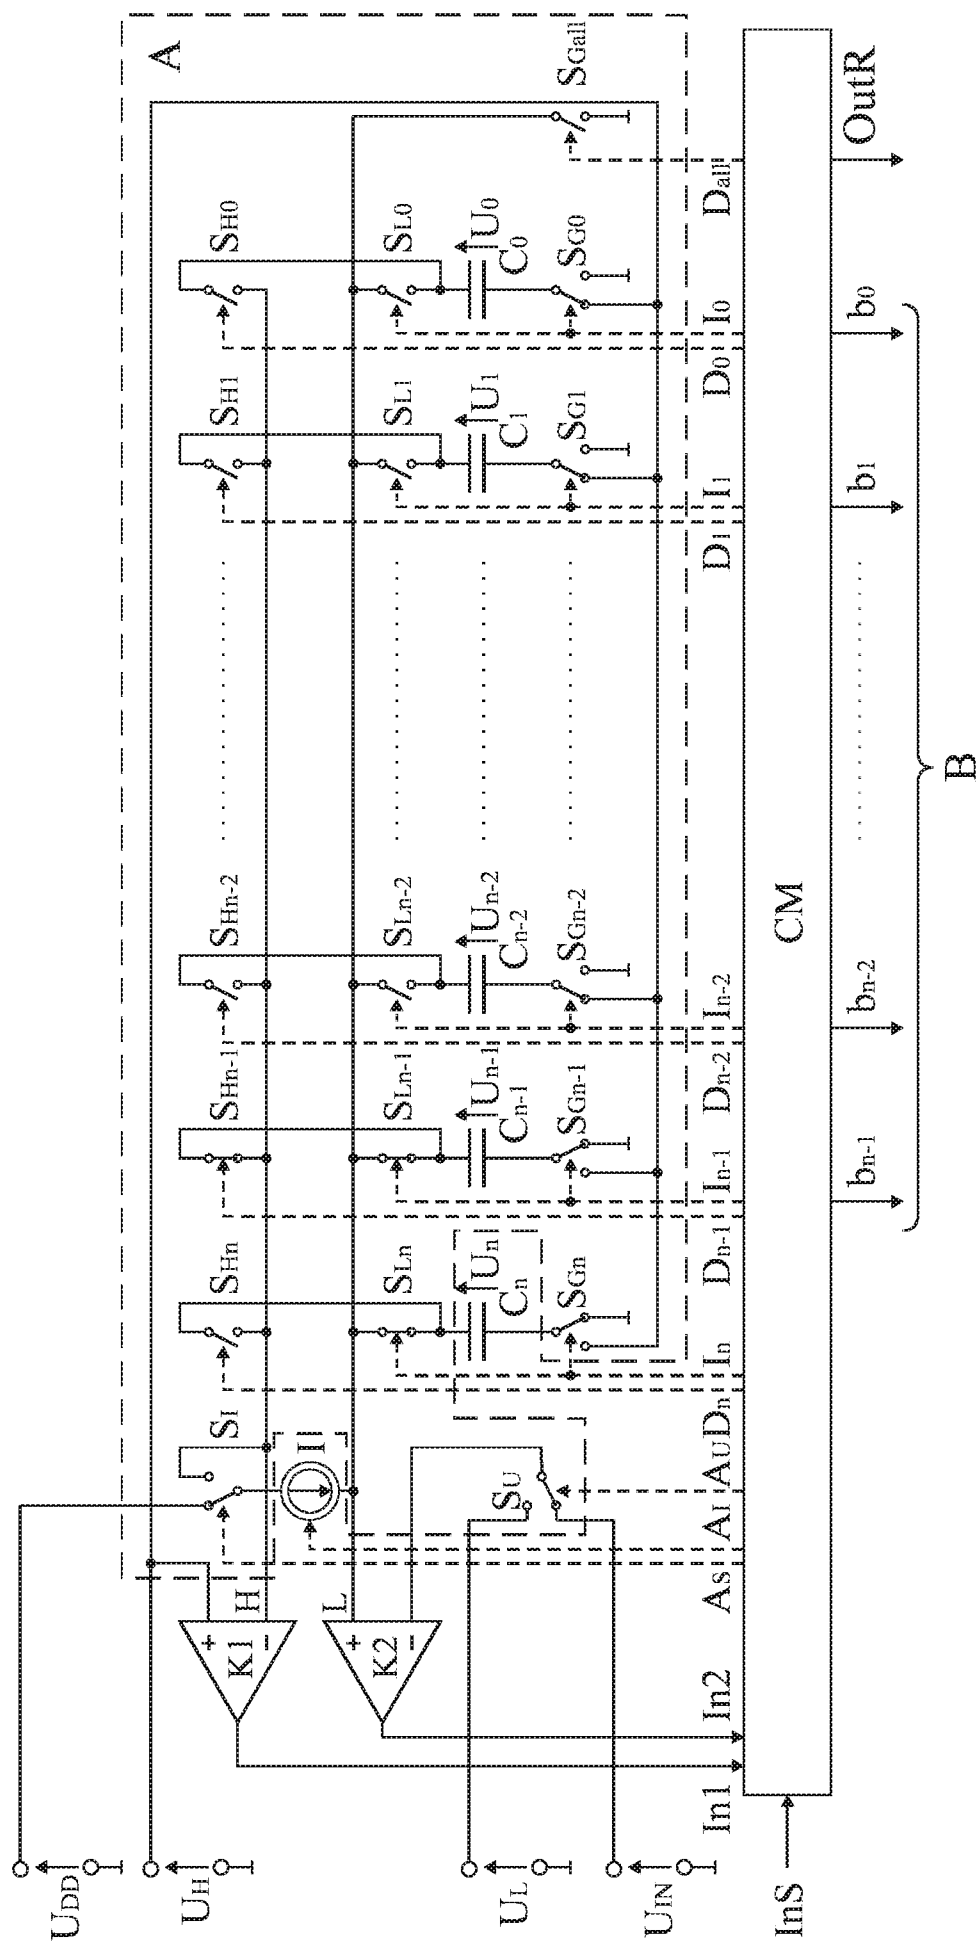 A
UDD
UH
UL
UIN
InS
SI
SHn
SHn-1
SHn-2
SH1
SH0
K1
+
−
H
I
K2
+
−
L
SU
SLn
SLn-1
SLn-2
SL1
SL0
Un
Un-1
Un-2
U1
U0
Cn
Cn-1
Cn-2
C1
C0
SGn
SGn-1
SGn-2
SG1
SG0
SGall
In1
In2
As
AI
AU
Dn
In
Dn-1
In-1
Dn-2
In-2
D1
I1
D0
I0
Dall
CM
bn-1
bn-2
b1
b0
OutR
B